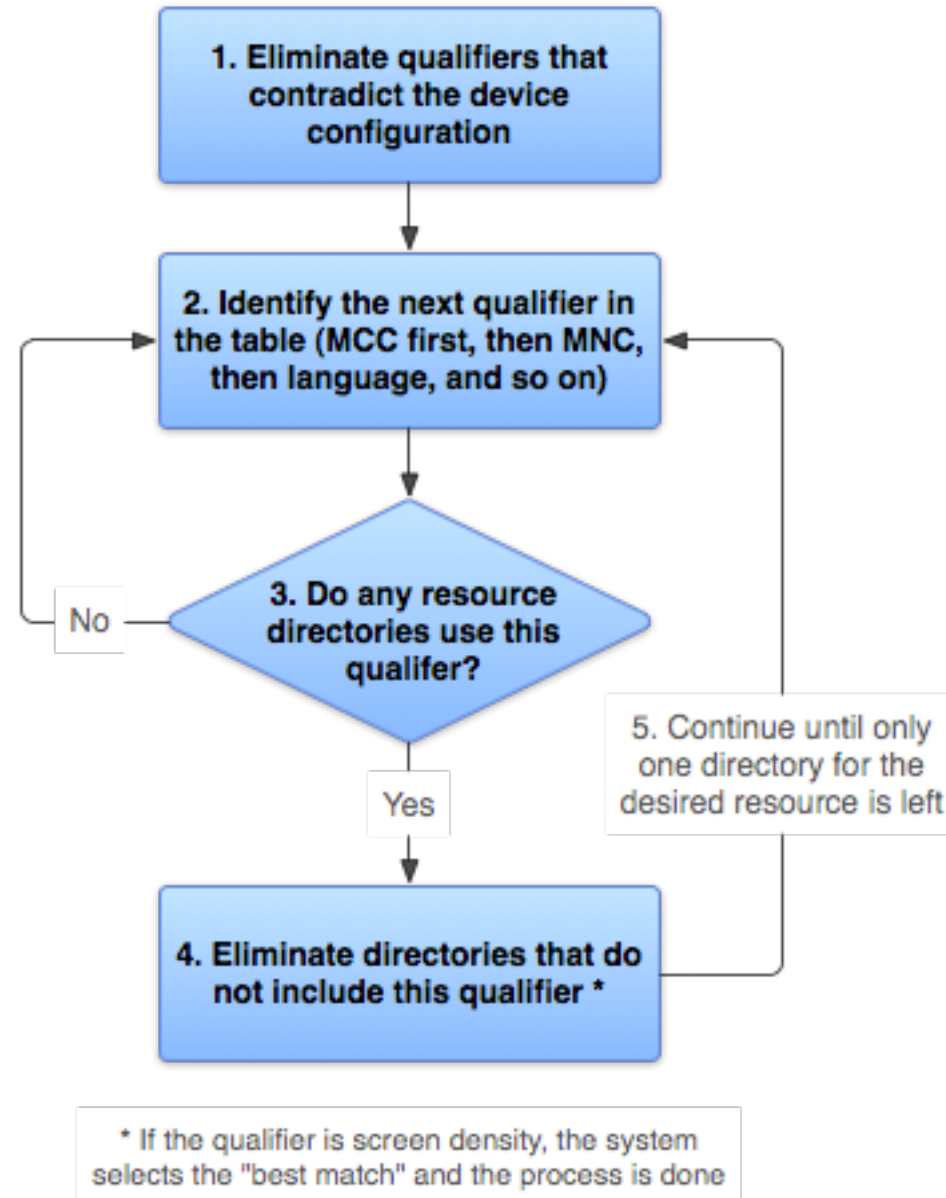 1. Eliminate qualifiers that
contradict the device
configuration
2. Identify the next qualifier in
the table (MCC first, then MNC,
then language, and so on)
3. Do any resource
directories use this
qualifer?
No
Yes
5. Continue until only
one directory for the
desired resource is left
4. Eliminate directories that do
not include this qualifier *
* If the qualifier is screen density, the system
selects the "best match" and the process is done